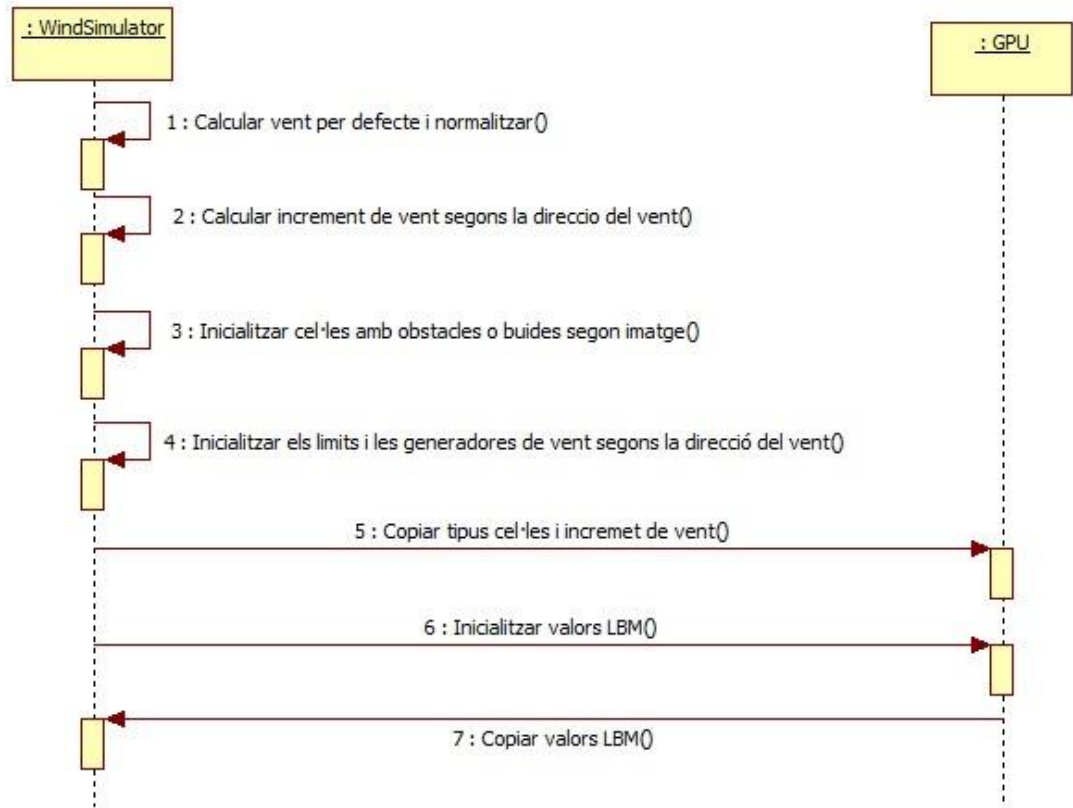 : WindSimulator
: GPU
1 : Calcular vent per defecte i normalitzar()
2 : Calcular increment de vent segons la direccio del vent()
3 : Inicialitzar cel·les amb obstacles o buides segon imatge()
4 : Inicialitzar els limits i les generadores de vent segons la direcció del vent()
5 : Copiar tipus cel·les i incremet de vent()
6 : Inicialitzar valors LBM()
7 : Copiar valors LBM()